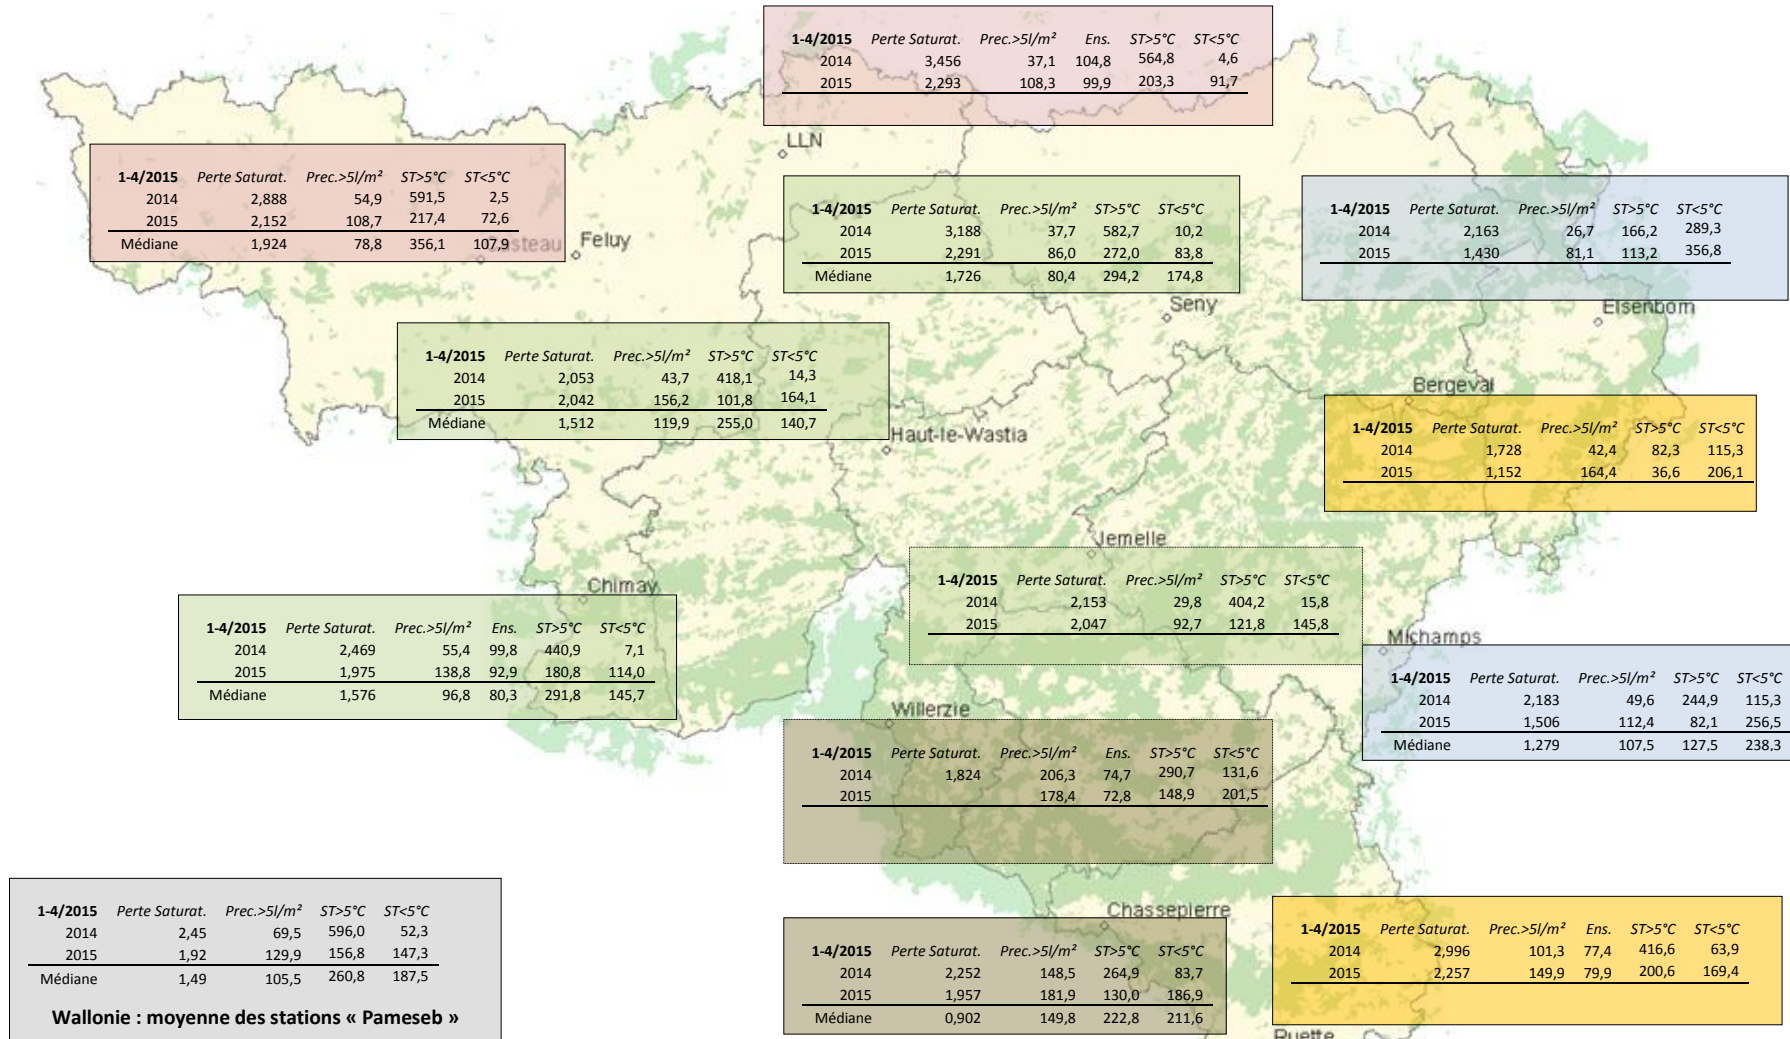 1-4/2015 Perte Saturat. Prec.>5l/m² Ens. ST>5°C ST<5°C
2014 3,456 37,1 104,8 564,8 4,6
2015 2,293 108,3 99,9 203,3 91,7
LLN
1-4/2015 Perte Saturat. Prec.>5l/m² ST>5°C ST<5°C
2014 2,888 54,9 591,5 2,5
2015 2,152 108,7 217,4 72,6
Médiane 1,924 78,8 356,1 107,9
Feluy
1-4/2015 Perte Saturat. Prec.>5l/m² ST>5°C ST<5°C
2014 3,188 37,7 582,7 10,2
2015 2,291 86,0 272,0 83,8
Médiane 1,726 80,4 294,2 174,8
Seny
1-4/2015 Perte Saturat. Prec.>5l/m² ST>5°C ST<5°C
2014 2,163 26,7 166,2 289,3
2015 1,430 81,1 113,2 356,8
Elsenborn
1-4/2015 Perte Saturat. Prec.>5l/m² ST>5°C ST<5°C
2014 2,053 43,7 418,1 14,3
2015 2,042 156,2 101,8 164,1
Médiane 1,512 119,9 255,0 140,7
Haut-le-Wastia
Bergeval
1-4/2015 Perte Saturat. Prec.>5l/m² ST>5°C ST<5°C
2014 1,728 42,4 82,3 115,3
2015 1,152 164,4 36,6 206,1
Jemelle
1-4/2015 Perte Saturat. Prec.>5l/m² ST>5°C ST<5°C
2014 2,153 29,8 404,2 15,8
2015 2,047 92,7 121,8 145,8
Chimay
1-4/2015 Perte Saturat. Prec.>5l/m² Ens. ST>5°C ST<5°C
2014 2,469 55,4 99,8 440,9 7,1
2015 1,975 138,8 92,9 180,8 114,0
Médiane 1,576 96,8 80,3 291,8 145,7
Michamps
1-4/2015 Perte Saturat. Prec.>5l/m² ST>5°C ST<5°C
2014 2,183 49,6 244,9 115,3
2015 1,506 112,4 82,1 256,5
Médiane 1,279 107,5 127,5 238,3
Willerzie
1-4/2015 Perte Saturat. Prec.>5l/m² Ens. ST>5°C ST<5°C
2014 1,824 206,3 74,7 290,7 131,6
2015 178,4 72,8 148,9 201,5
1-4/2015 Perte Saturat. Prec.>5l/m² ST>5°C ST<5°C
2014 2,45 69,5 596,0 52,3
2015 1,92 129,9 156,8 147,3
Médiane 1,49 105,5 260,8 187,5
Wallonie : moyenne des stations « Pameseb »
Chassepierre
1-4/2015 Perte Saturat. Prec.>5l/m² ST>5°C ST<5°C
2014 2,252 148,5 264,9 83,7
2015 1,957 181,9 130,0 186,9
Médiane 0,902 149,8 222,8 211,6
1-4/2015 Perte Saturat. Prec.>5l/m² Ens. ST>5°C ST<5°C
2014 2,996 101,3 77,4 416,6 63,9
2015 2,257 149,9 79,9 200,6 169,4
Ruette